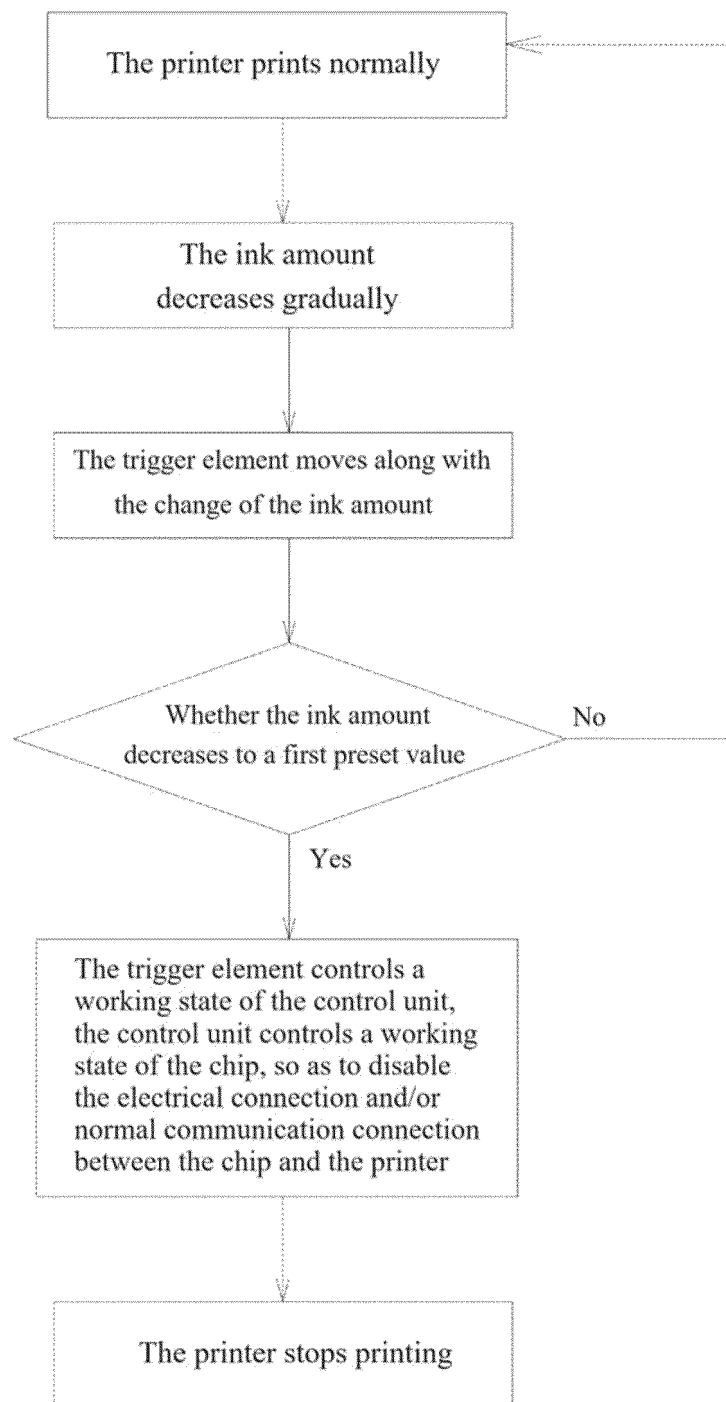 The printer prints normally
The ink amount
decreases gradually
The trigger element moves along with
the change of the ink amount
Whether the ink amount
decreases to a first preset value
No
Yes
The trigger element controls a
working state of the control unit,
the control unit controls a working
state of the chip, so as to disable
the electrical connection and/or
normal communication connection
between the chip and the printer
The printer stops printing